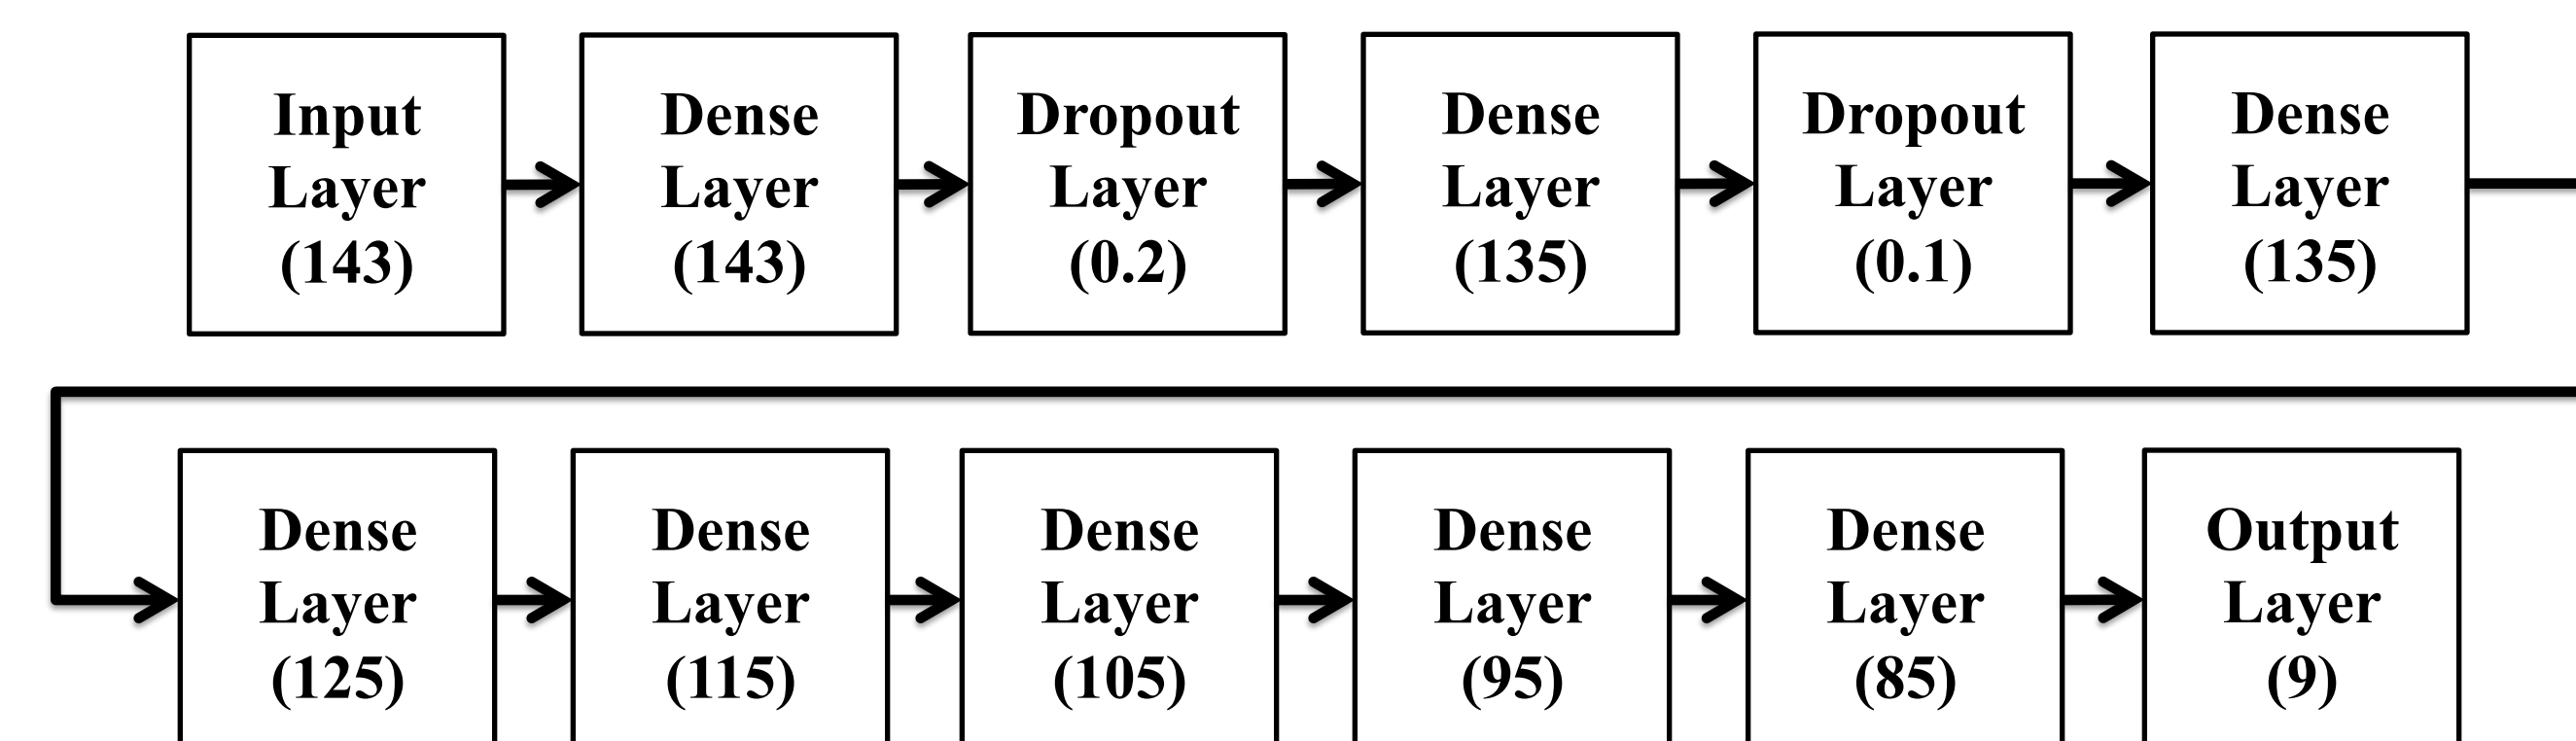 Input
Layer
(143)
Dense
Layer
(143)
Dropout
Layer
(0.2)
Dense
Layer
(135)
Dropout
Layer
(0.1)
Dense
Layer
(135)
Dense
Layer
(125)
Dense
Layer
(115)
Dense
Layer
(105)
Dense
Layer
(95)
Dense
Layer
(85)
Output
Layer
(9)